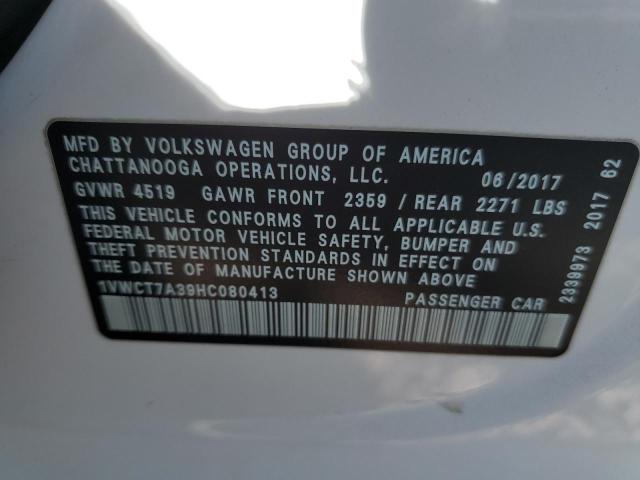 MFD BY VOLKSWAGEN GROUP OF AMERICA
CHATTANOOGA OPERATIONS, LLC. 06/2017
GVWR 4519 GAWR FRONT 2359 / REAR 2271 LBS
THIS VEHICLE CONFORMS TO ALL APPLICABLE U.S.
FEDERAL MOTOR VEHICLE SAFETY, BUMPER AND
THEFT PREVENTION STANDARDS IN EFFECT ON
THE DATE OF MANUFACTURE SHOWN ABOVE
1VWCT7A39HC080413 PASSENGER CAR
2339973 2017 62